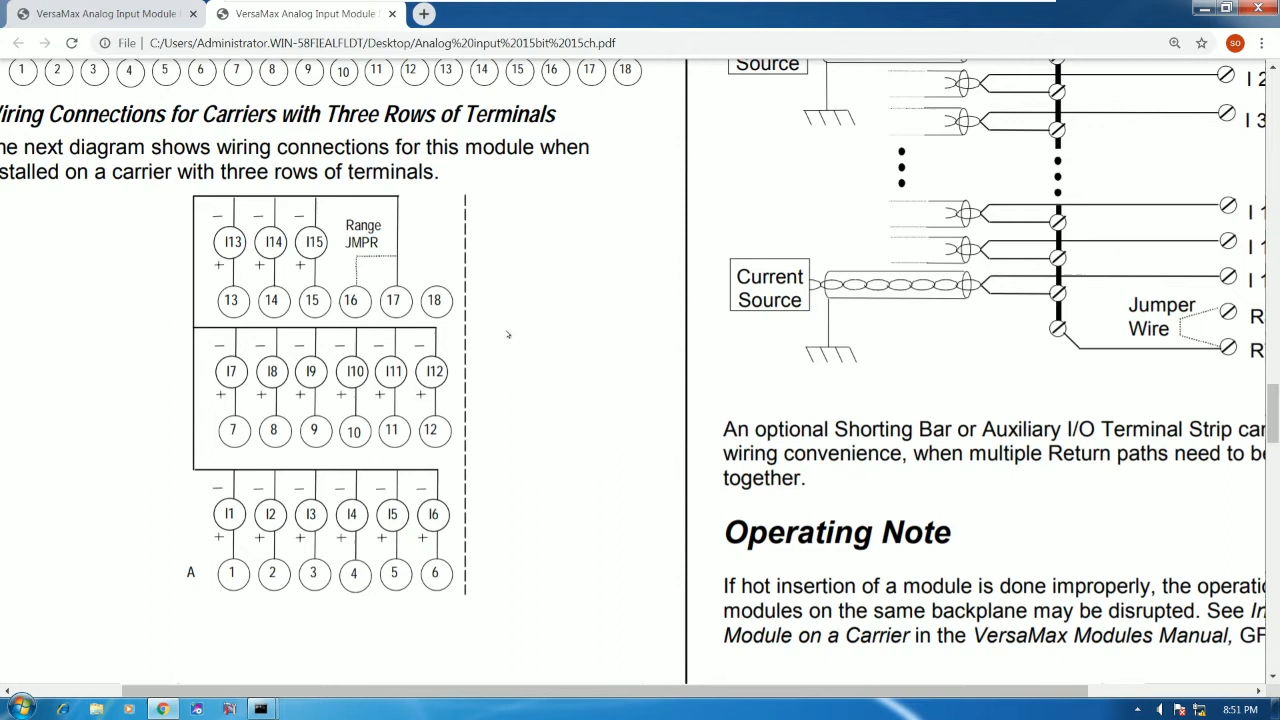 VersaMax Analog Input Module
VersaMax Analog Input Module
File
C:/Users/Administrator.WIN-58FIEALFLDT/Desktop/Analog%20input%2015bit%2015ch.pdf
SO
1 2 3 4 5 6 7 8 9 10 11 12 13 14 15 16 17 18
iring Connections for Carriers with Three Rows of Terminals
he next diagram shows wiring connections for this module when
stalled on a carrier with three rows of terminals.
− − −
Range
JMPR
I13 I14 I15
+ + +
13 14 15 16 17 18
− − − − − −
I7 I8 I9 I10 I11 I12
+ + + + + +
7 8 9 10 11 12
− − − − − −
I1 I2 I3 I4 I5 I6
+ + + + + +
A 1 2 3 4 5 6
Source
I 2
I 3
I 1
I 1
I 1
Current
Source
Jumper
Wire
R
R
An optional Shorting Bar or Auxiliary I/O Terminal Strip can
wiring convenience, when multiple Return paths need to be
together.
Operating Note
If hot insertion of a module is done improperly, the operatio
modules on the same backplane may be disrupted. See In
Module on a Carrier in the VersaMax Modules Manual, GF
8:51 PM